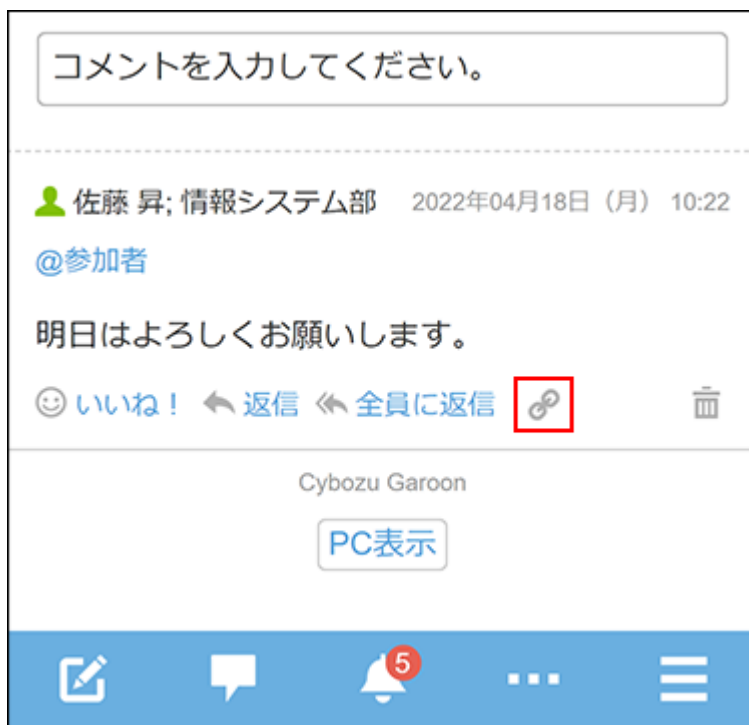 コメントを入力してください。
佐藤 昇; 情報システム部 2022年04月18日（月） 10:22
@参加者
明日はよろしくお願いします。
いいね！ 返信 全員に返信
Cybozu Garoon
PC表示
5